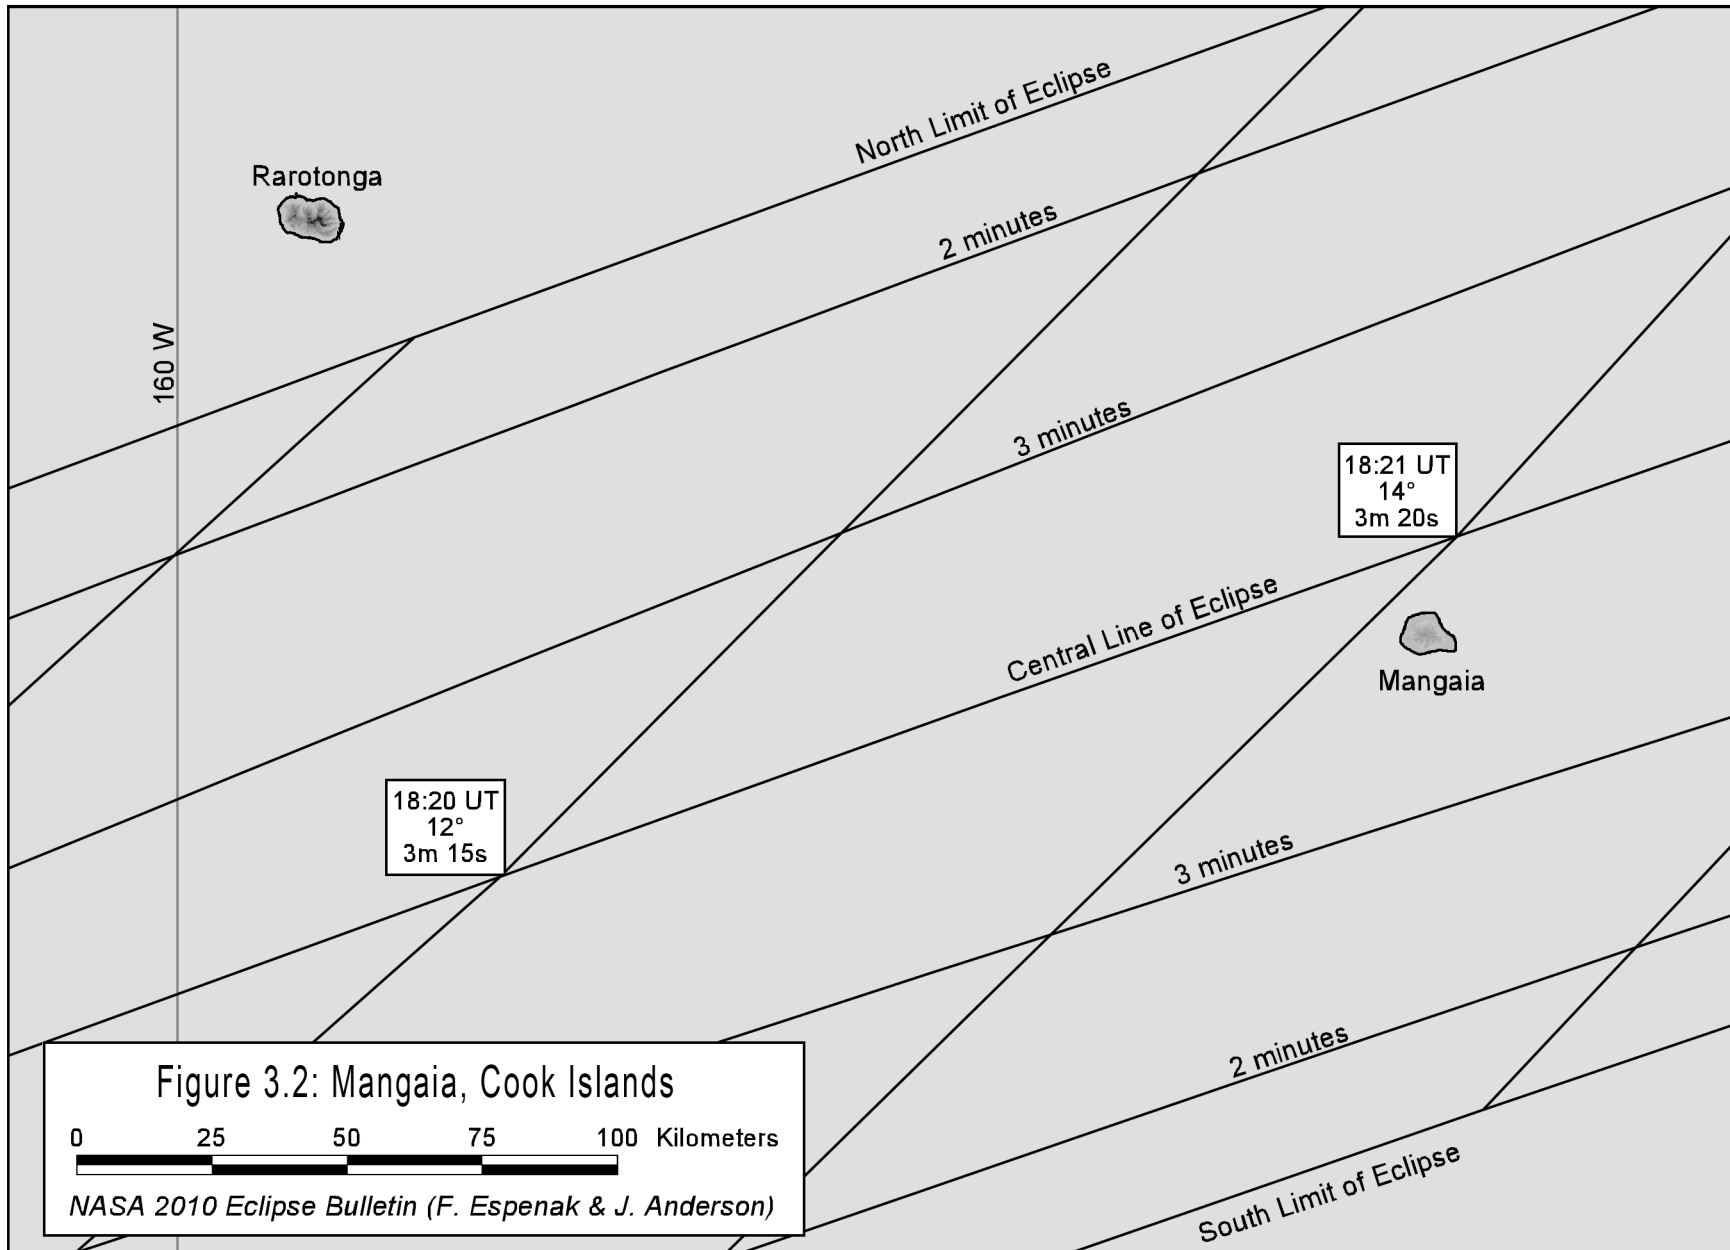 North Limit of Eclipse
Rarotonga
2 minutes
160 W
3 minutes
18:21 UT
14°
3m 20s
Central Line of Eclipse
Mangaia
18:20 UT
12°
3m 15s
3 minutes
2 minutes
South Limit of Eclipse
Figure 3.2: Mangaia, Cook Islands
0 25 50 75 100 Kilometers
NASA 2010 Eclipse Bulletin (F. Espenak & J. Anderson)